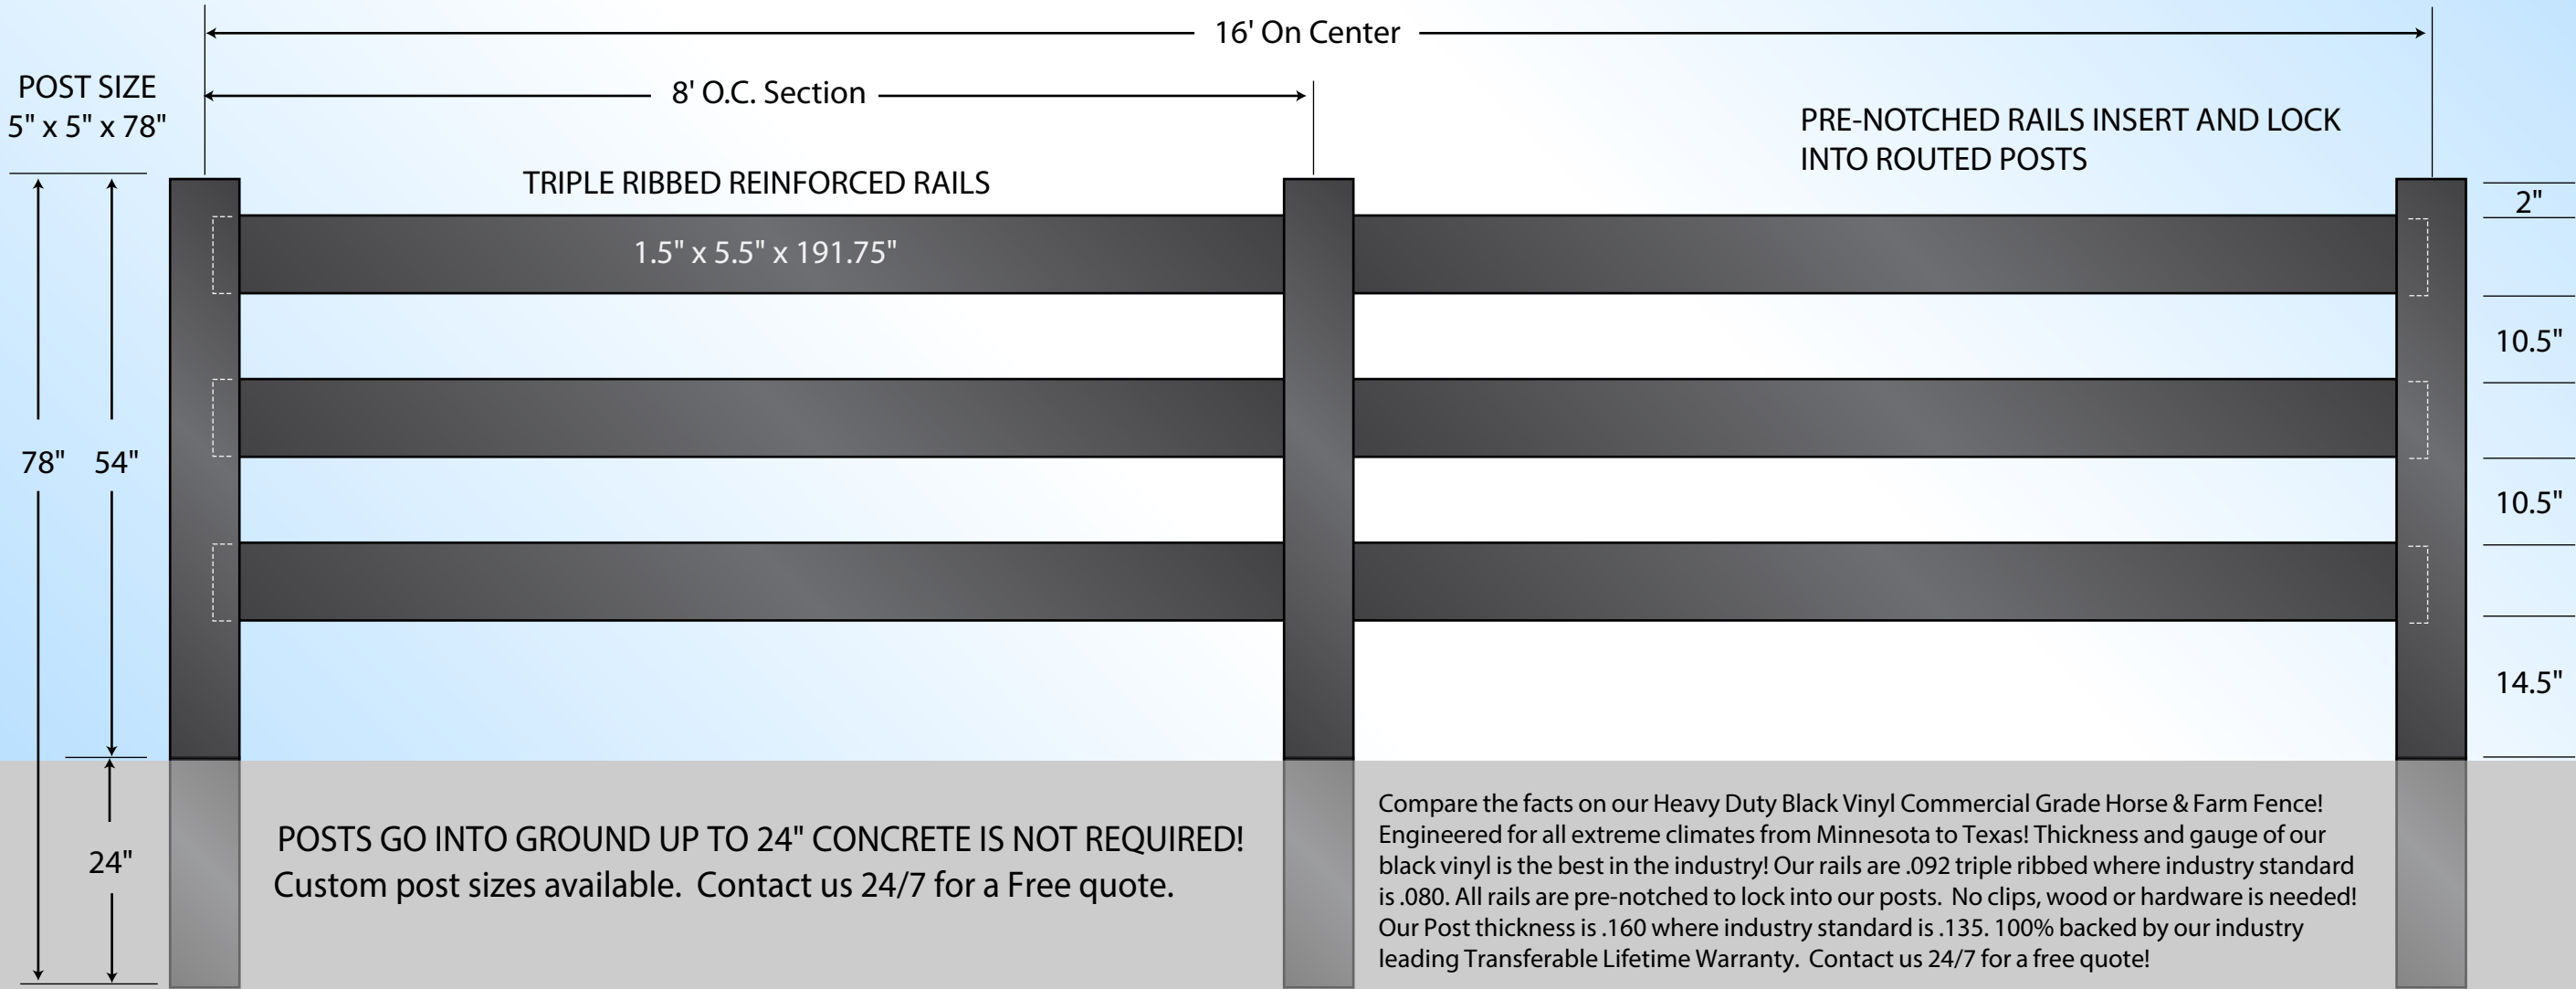 16' On Center
8' O.C. Section
POST SIZE
5" x 5" x 78"
PRE-NOTCHED RAILS INSERT AND LOCK
INTO ROUTED POSTS
TRIPLE RIBBED REINFORCED RAILS
1.5" x 5.5" x 191.75"
2"
10.5"
78" 54"
10.5"
14.5"
24"
POSTS GO INTO GROUND UP TO 24" CONCRETE IS NOT REQUIRED!
Custom post sizes available. Contact us 24/7 for a Free quote.
Compare the facts on our Heavy Duty Black Vinyl Commercial Grade Horse & Farm Fence!
Engineered for all extreme climates from Minnesota to Texas! Thickness and gauge of our
black vinyl is the best in the industry! Our rails are .092 triple ribbed where industry standard
is .080. All rails are pre-notched to lock into our posts. No clips, wood or hardware is needed!
Our Post thickness is .160 where industry standard is .135. 100% backed by our industry
leading Transferable Lifetime Warranty. Contact us 24/7 for a free quote!